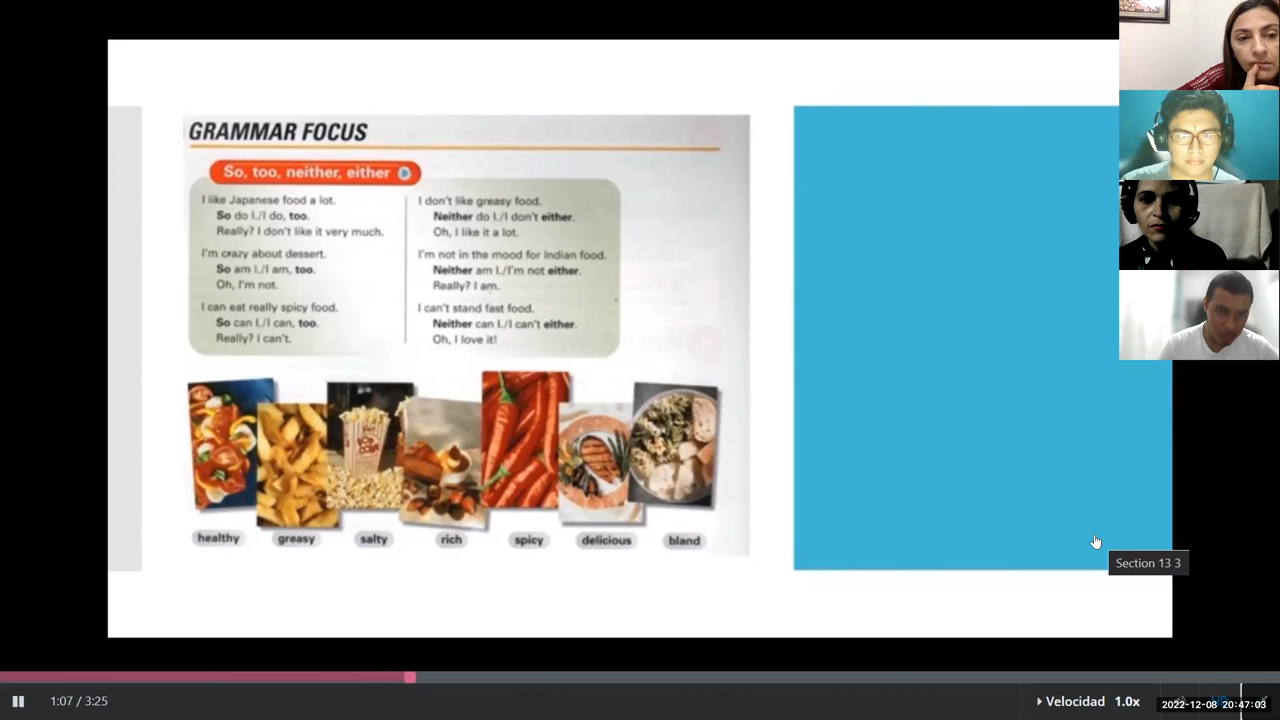 GRAMMAR FOCUS
So, too, neither, either
I like Japanese food a lot.
So do I./I do, too.
Really? I don't like it very much.
I'm crazy about dessert.
So am I./I am, too.
Oh, I'm not.
I can eat really spicy food.
So can I./I can, too.
Really? I can't.
I don't like greasy food.
Neither do I./I don't either.
Oh, I like it a lot.
I'm not in the mood for Indian food.
Neither am I./I'm not either.
Really? I am.
I can't stand fast food.
Neither can I./I can't either.
Oh, I love it!
healthy
greasy
salty
rich
spicy
delicious
bland
Section 13 3
1:07 / 3:25
Velocidad 1.0x
2022-12-08 20:47:03